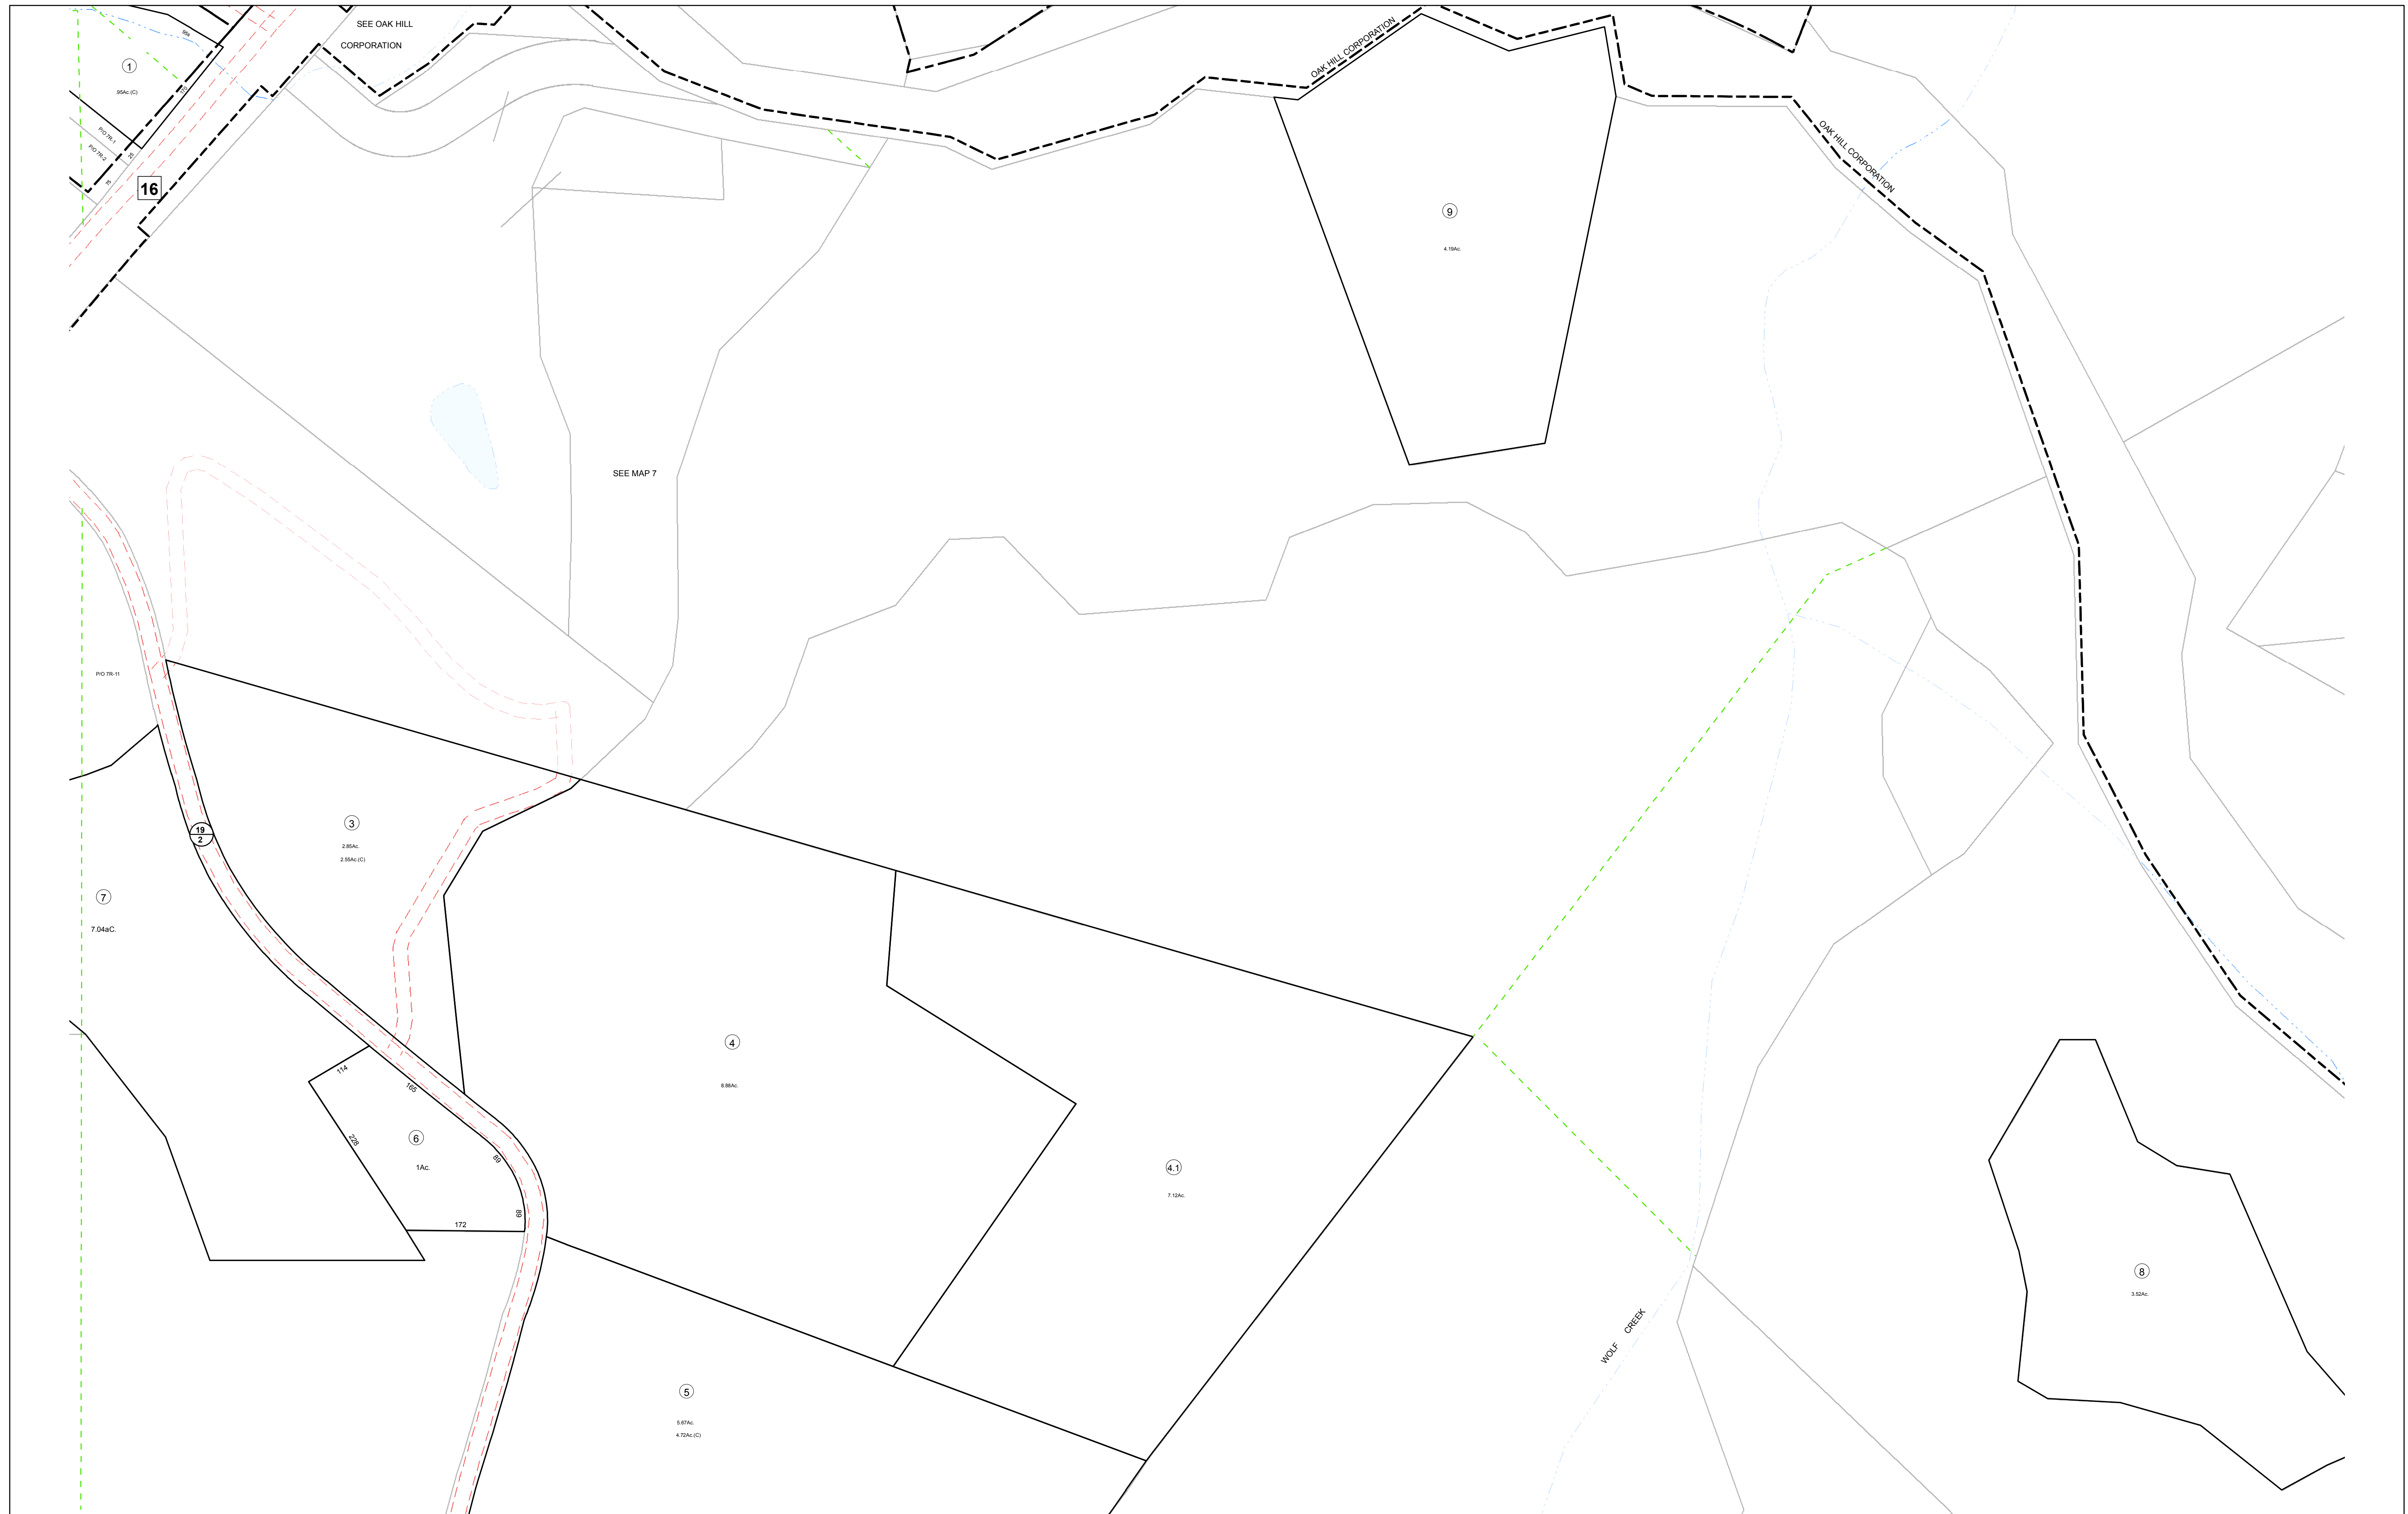 SEE OAK HILL
CORPORATION
OAK HILL CORPORATION
1
.95Ac.(C)
170
P/O 7R-1
P/O 7R-2
25
16
OAK HILL CORPORATION
9
4.19Ac.
SEE MAP 7
P/O 7R-11
19
2
3
2.85Ac.
2.55Ac.(C)
7
7.04aC.
4
8.88Ac.
114
165
6
1Ac.
228
89
68
172
4.1
7.12Ac.
8
3.52Ac.
WOLF CREEK
5
5.67Ac.
4.72Ac.(C)